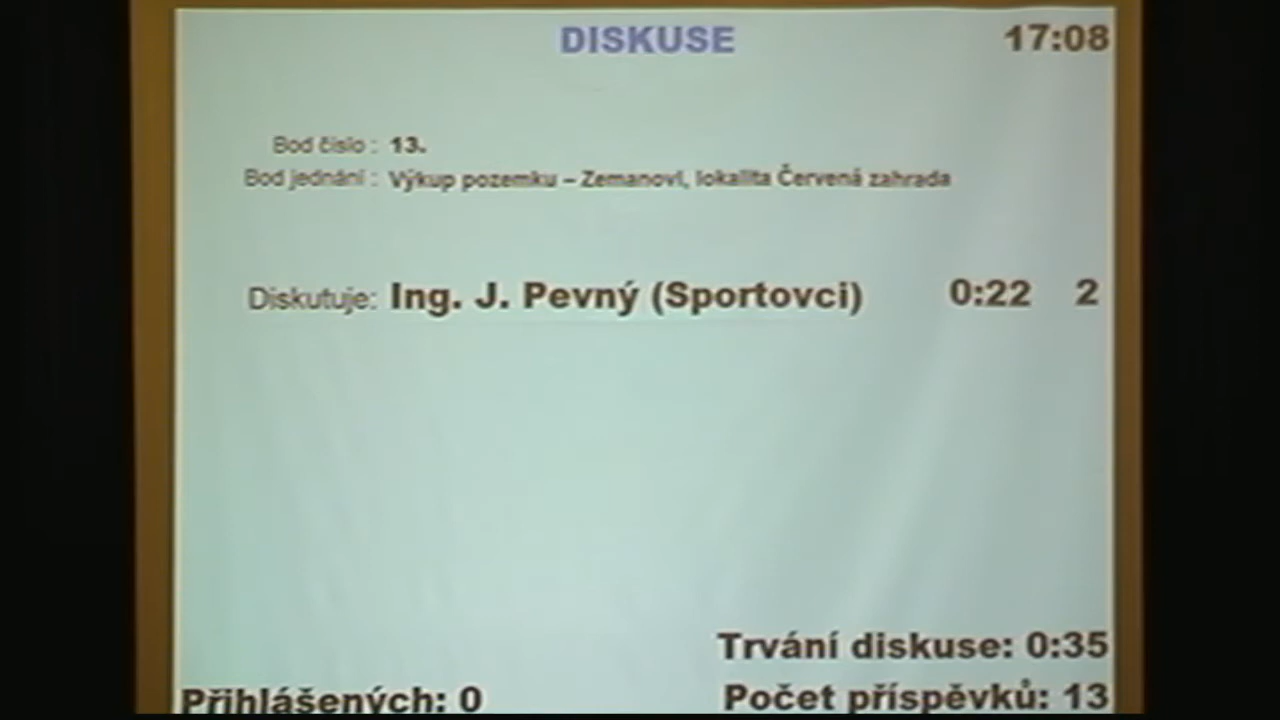 DISKUSE 17:08
Bod číslo : 13.
Bod jednání : Výkup pozemku – Zemanovi, lokalita Červená zahrada
Diskutuje: Ing. J. Pevný (Sportovci) 0:22 2
Trvání diskuse: 0:35
Přihlášených: 0 Počet příspěvků: 13